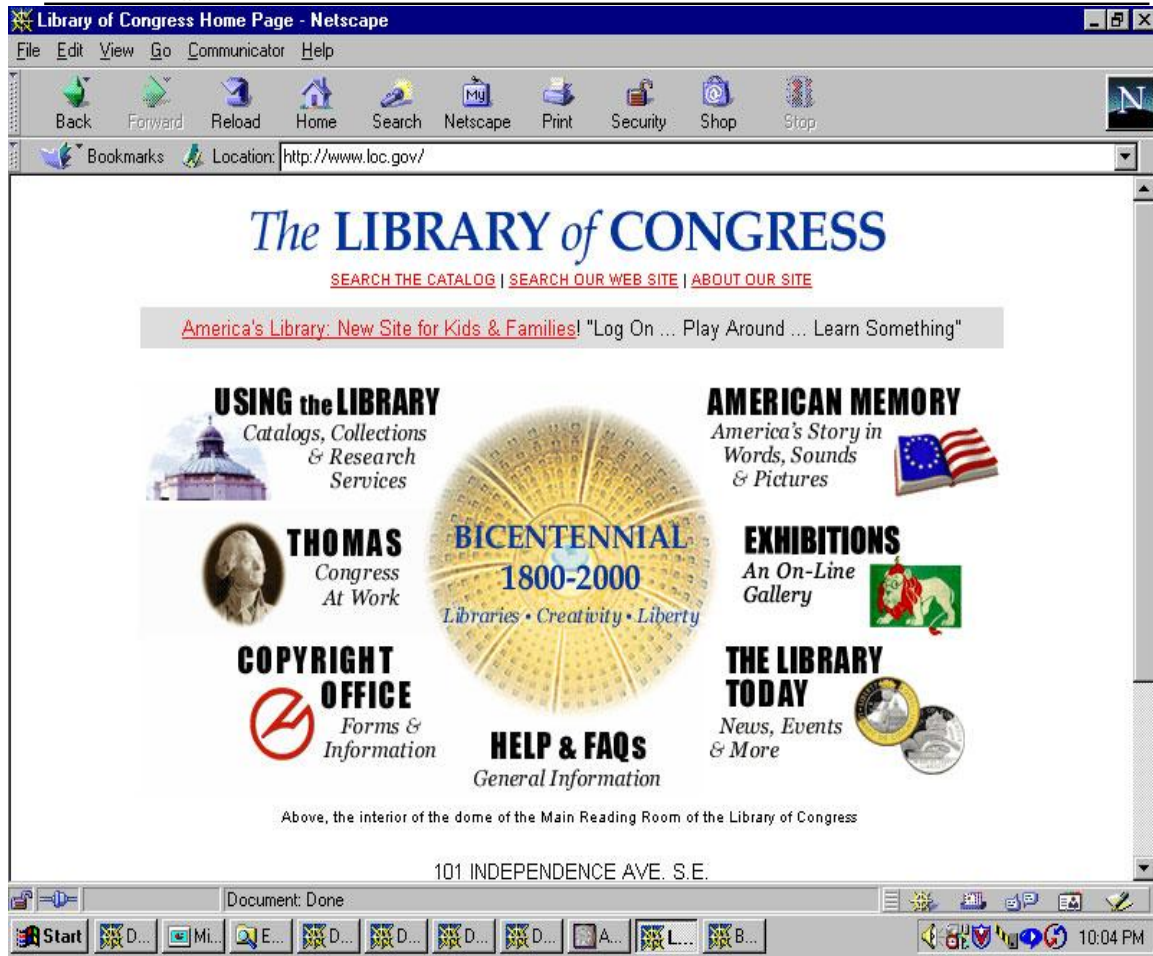 Library of Congress Home Page - Netscape
File Edit View Go Communicator Help
Back Forward Reload Home Search Netscape Print Security Shop Stop
My
N
Bookmarks Location: http://www.loc.gov/
The LIBRARY of CONGRESS
SEARCH THE CATALOG | SEARCH OUR WEB SITE | ABOUT OUR SITE
America's Library: New Site for Kids & Families! "Log On ... Play Around ... Learn Something"
USING the LIBRARY
Catalogs, Collections
& Research
Services
AMERICAN MEMORY
America's Story in
Words, Sounds
& Pictures
THOMAS
Congress
At Work
BICENTENNIAL
1800-2000
Libraries • Creativity • Liberty
EXHIBITIONS
An On-Line
Gallery
COPYRIGHT
OFFICE
Forms &
Information
THE LIBRARY
TODAY
News, Events
& More
HELP & FAQs
General Information
Above, the interior of the dome of the Main Reading Room of the Library of Congress
101 INDEPENDENCE AVE. S.E.
Document: Done
Start D... Mi... E... D... D... D... D... A... L... B... 10:04 PM